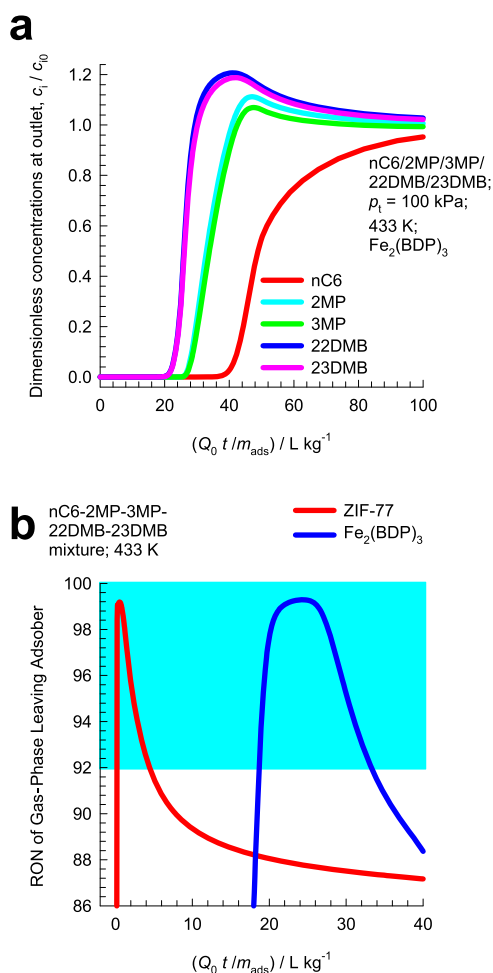 a
Dimensionless concentrations at outlet, cᵢ / cᵢ₀
1.2
1.0
0.8
0.6
0.4
0.2
0.0
nC6/2MP/3MP/
22DMB/23DMB;
pₜ = 100 kPa;
433 K;
Fe₂(BDP)₃
nC6
2MP
3MP
22DMB
23DMB
0 20 40 60 80 100
(Q₀ t /m_ads) / L kg⁻¹
b
nC6-2MP-3MP-
22DMB-23DMB
mixture; 433 K
ZIF-77
Fe₂(BDP)₃
RON of Gas-Phase Leaving Adsober
100
98
96
94
92
90
88
86
0 10 20 30 40
(Q₀ t /m_ads) / L kg⁻¹